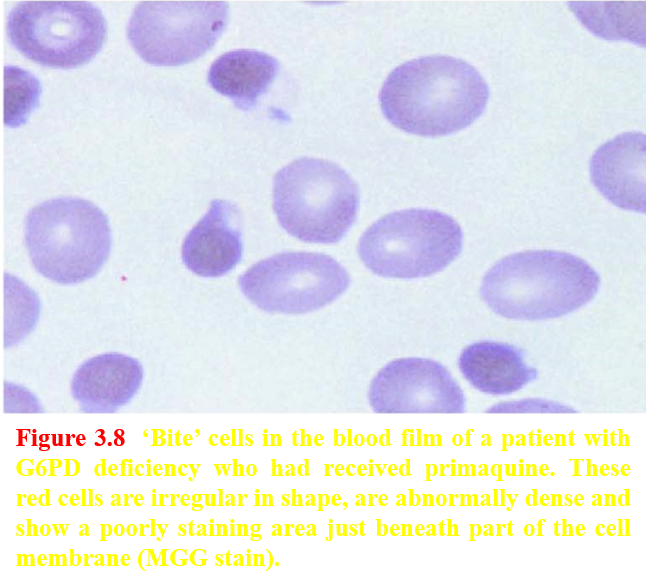 Figure 3.8 ‘Bite’ cells in the blood film of a patient with
G6PD deficiency who had received primaquine. These
red cells are irregular in shape, are abnormally dense and
show a poorly staining area just beneath part of the cell
membrane (MGG stain).